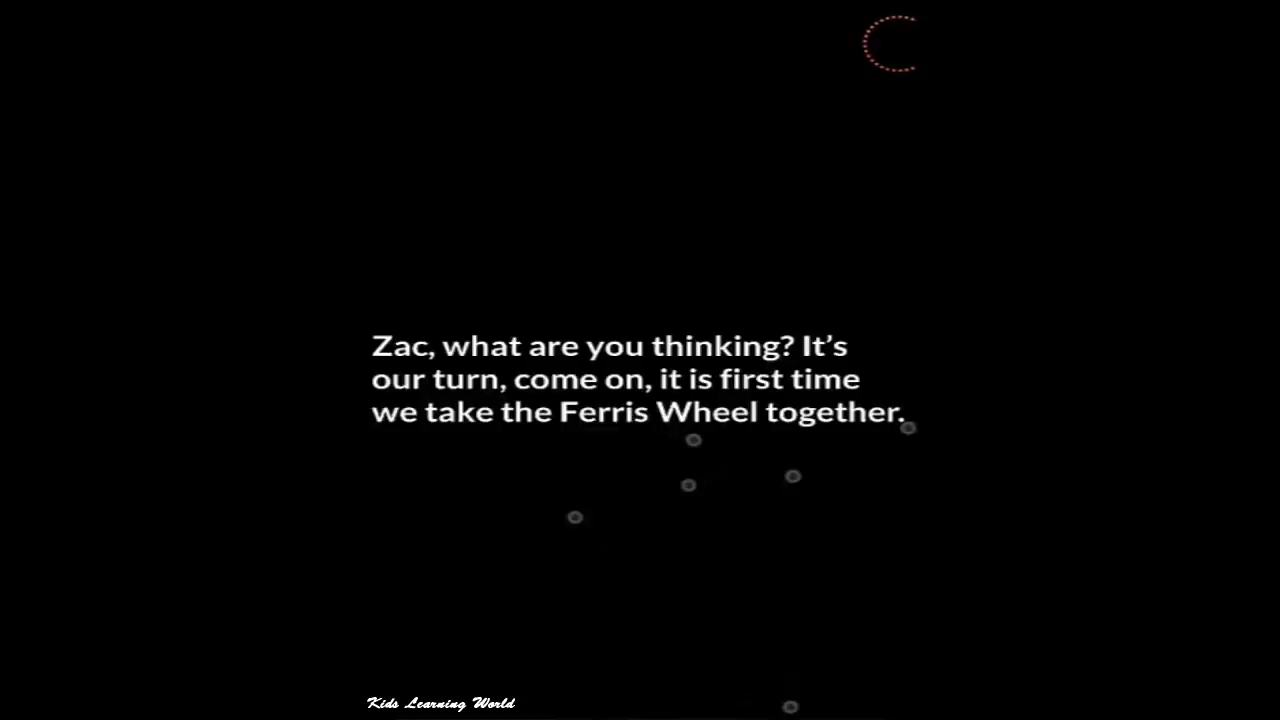 Zac, what are you thinking? It’s
our turn, come on, it is first time
we take the Ferris Wheel together.
Kids Learning World